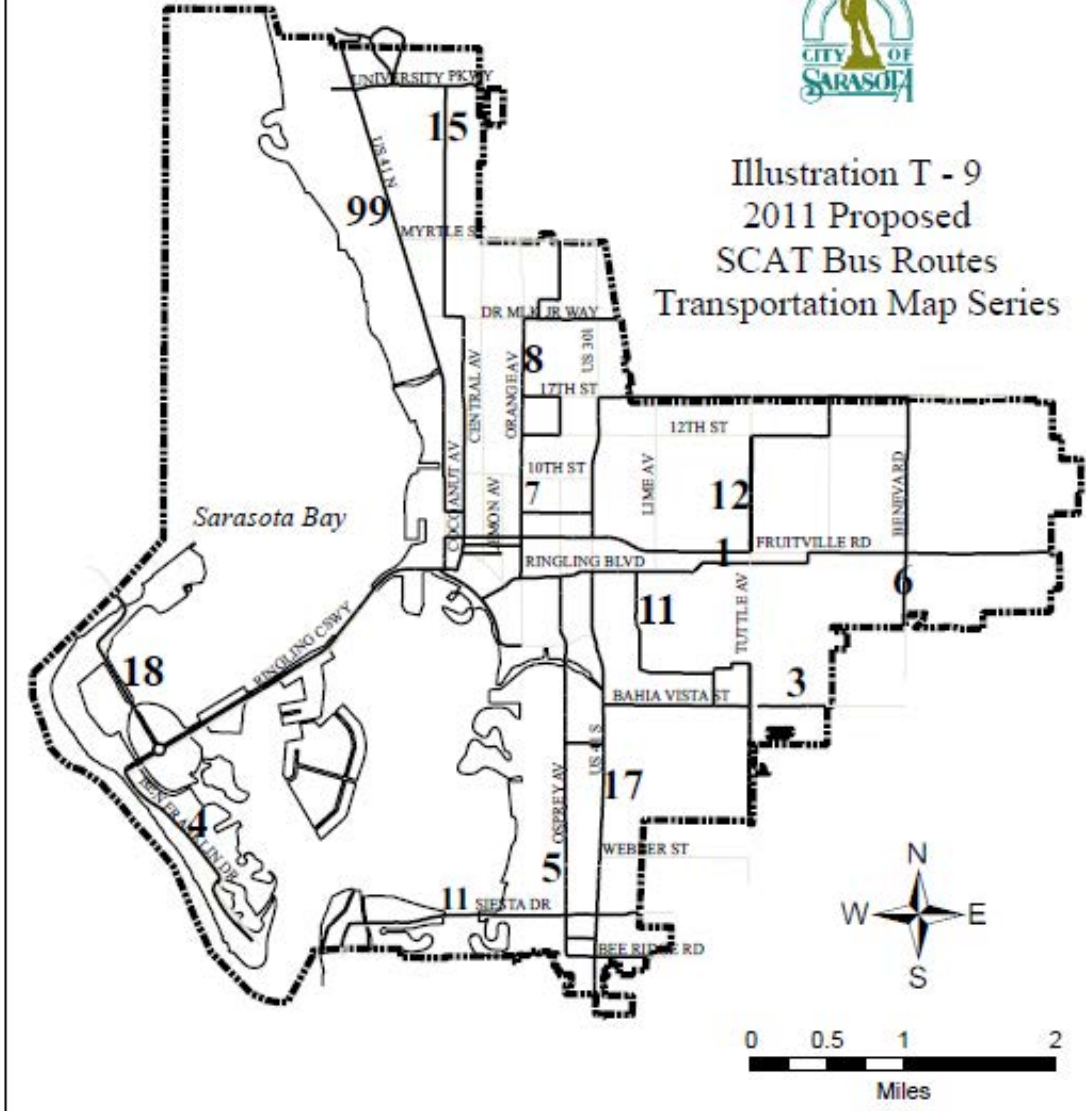 CITY OF
SARASOTA
Illustration T - 9
2011 Proposed
SCAT Bus Routes
Transportation Map Series
UNIVERSITY PKWY
15
US 41 N
99
MYRTLE ST
DR MLK JR WAY
8
US 301
CENTRAL AV
ORANGE AV
17TH ST
12TH ST
10TH ST
7
COCOANUT AV
LEMON AV
LIME AV
12
BENEVA RD
Sarasota Bay
FRUITVILLE RD
1
RINGLING BLVD
6
11
TUTTLE AV
RINGLING CSWY
18
3
BAHIA VISTA ST
US 41 S
17
OSPREY AV
BEN FRANKLIN DR
4
WEBBER ST
5
11
SIESTA DR
BEE RIDGE RD
N
W
E
S
0 0.5 1 2
Miles